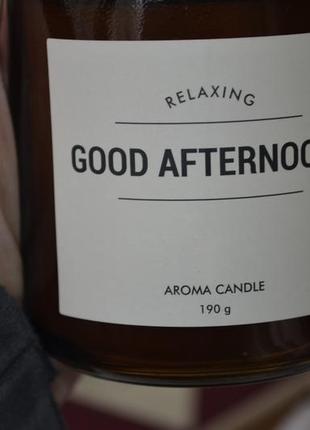 RELAXING
GOOD AFTERNOO
AROMA CANDLE
190 g